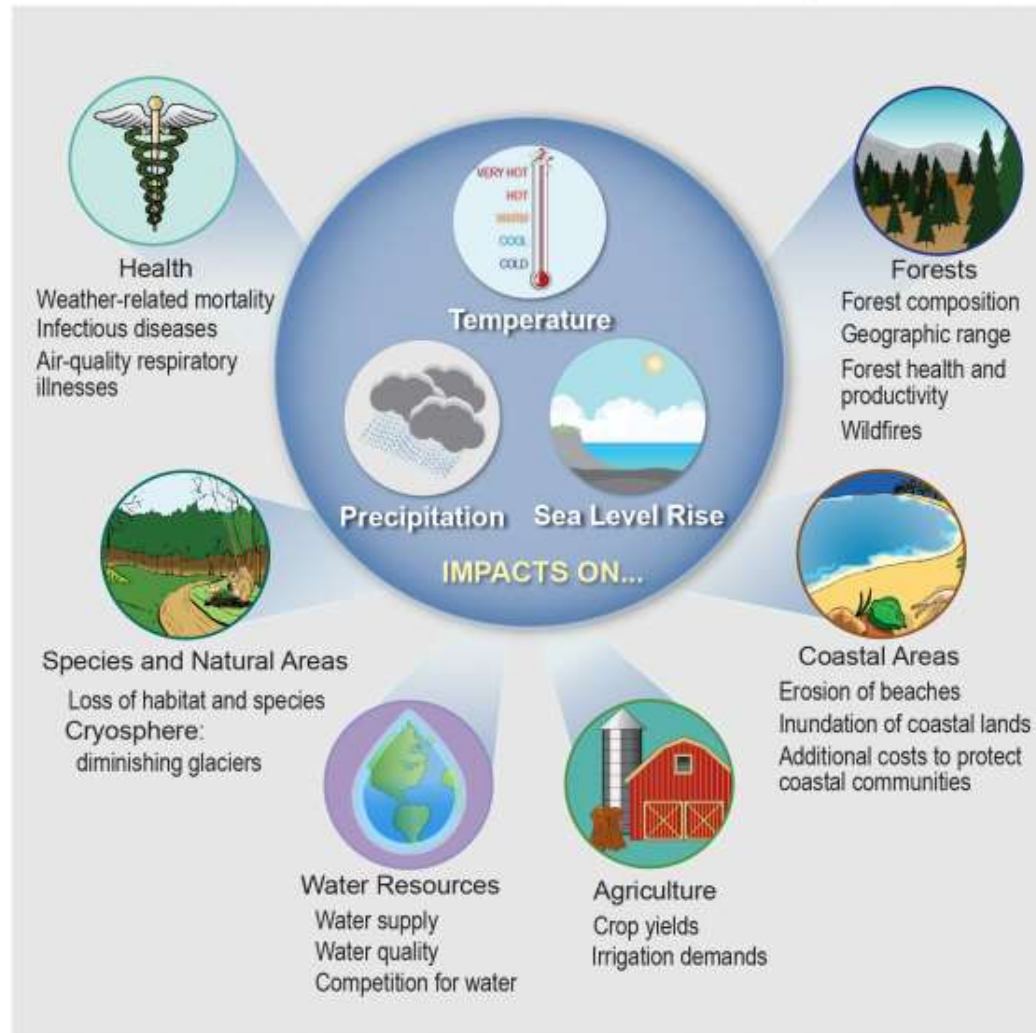 VERY HOT
HOT
WARM
COOL
COLD
Temperature
Precipitation
Sea Level Rise
IMPACTS ON...
Health
Weather-related mortality
Infectious diseases
Air-quality respiratory
illnesses
Forests
Forest composition
Geographic range
Forest health and
productivity
Wildfires
Species and Natural Areas
Loss of habitat and species
Cryosphere:
diminishing glaciers
Coastal Areas
Erosion of beaches
Inundation of coastal lands
Additional costs to protect
coastal communities
Water Resources
Water supply
Water quality
Competition for water
Agriculture
Crop yields
Irrigation demands